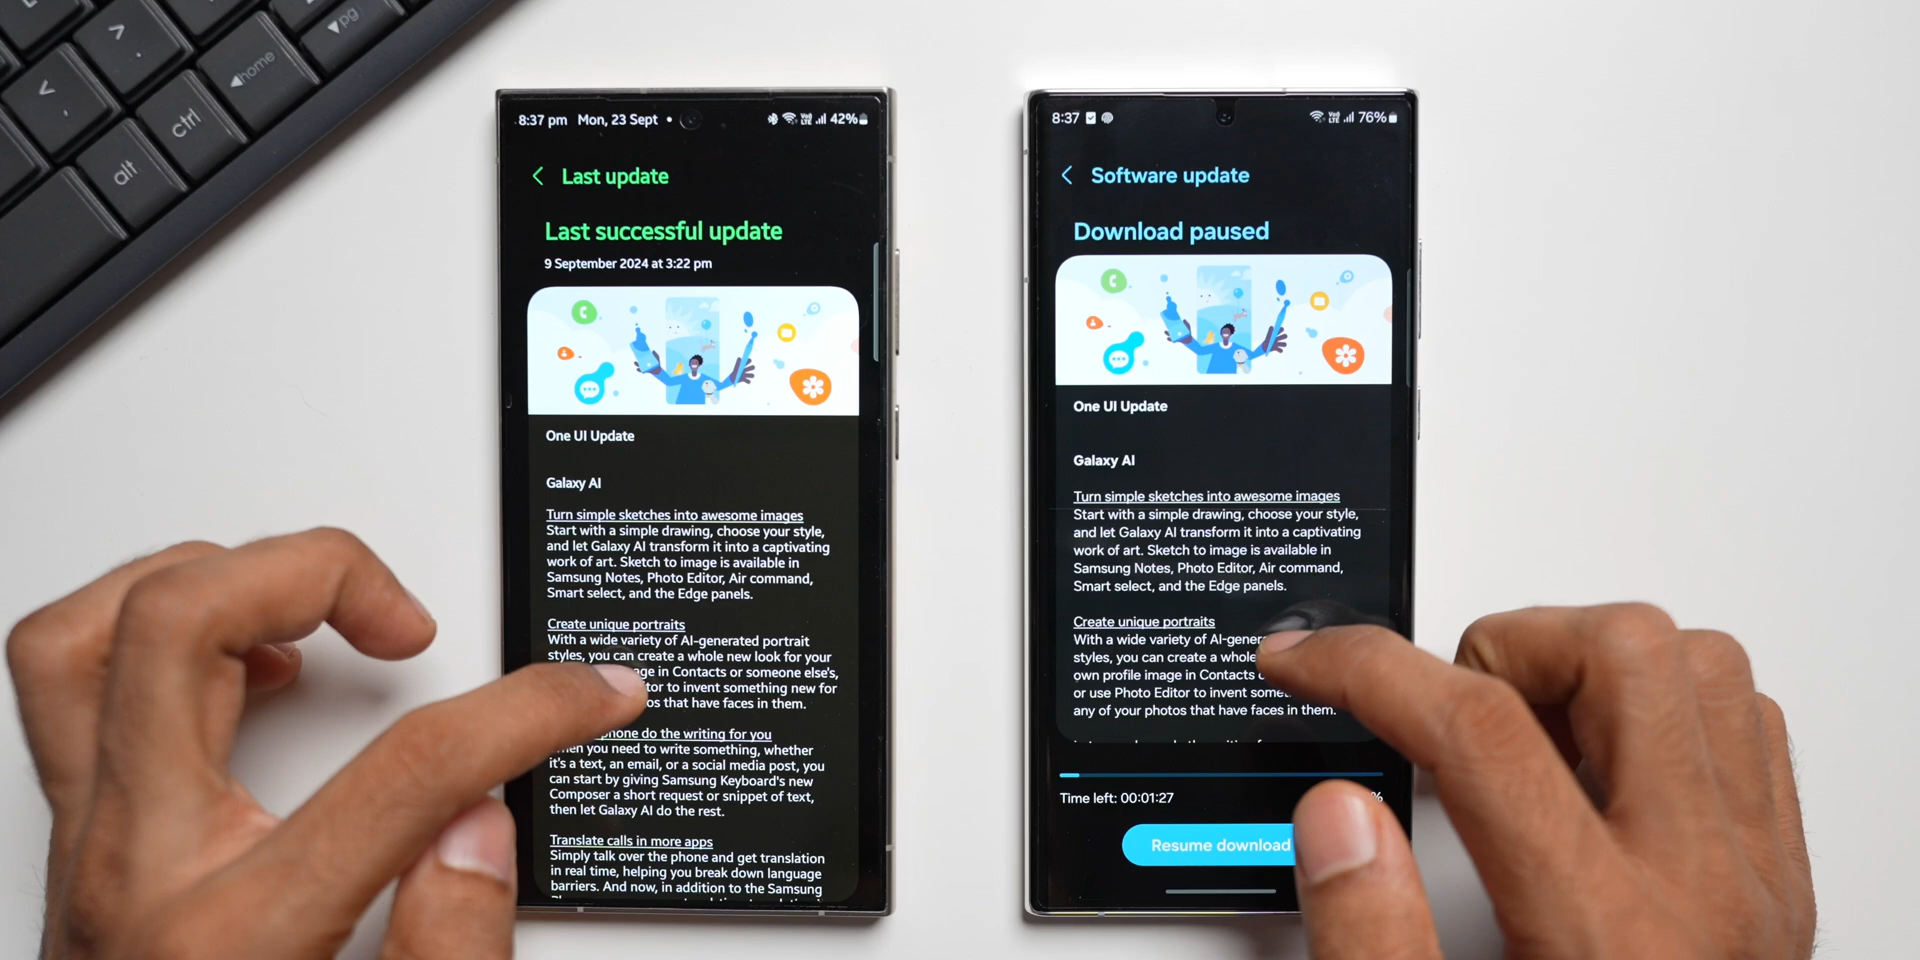 pg
home
ctrl
alt
8:37 pm Mon, 23 Sept
42%
Last update
Last successful update
9 September 2024 at 3:22 pm
One UI Update
Galaxy AI
Turn simple sketches into awesome images
Start with a simple drawing, choose your style,
and let Galaxy AI transform it into a captivating
work of art. Sketch to image is available in
Samsung Notes, Photo Editor, Air command,
Smart select, and the Edge panels.
Create unique portraits
With a wide variety of AI-generated portrait
styles, you can create a whole new look for your
in Contacts or someone else's,
to invent something new for
that have faces in them.
phone do the writing for you
you need to write something, whether
it's a text, an email, or a social media post, you
can start by giving Samsung Keyboard's new
Composer a short request or snippet of text,
then let Galaxy AI do the rest.
Translate calls in more apps
Simply talk over the phone and get translation
in real time, helping you break down language
barriers. And now, in addition to the Samsung
8:37
76%
Software update
Download paused
One UI Update
Galaxy AI
Turn simple sketches into awesome images
Start with a simple drawing, choose your style,
and let Galaxy AI transform it into a captivating
work of art. Sketch to image is available in
Samsung Notes, Photo Editor, Air command,
Smart select, and the Edge panels.
Create unique portraits
With a wide variety of
styles, you can create a whole
own profile image in Contacts
or use Photo Editor to invent
any of your photos that have faces in them.
Time left: 00:01:27
%
Resume download